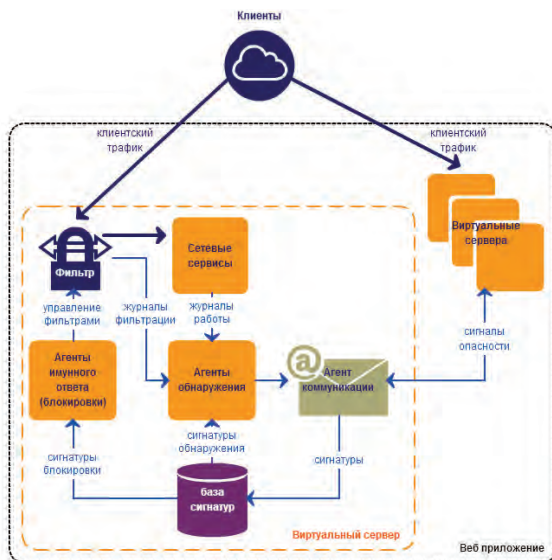 Клиенты
клиентский
трафик
клиентский
трафик
Виртуальные
сервера
Сетевые
сервисы
Фильтр
управление
фильтрами
журналы
фильтрации
журналы
работы
сигналы
опасности
Агенты
имунного
ответа
(блокировки)
Агенты
обнаружения
@
Агент
коммуникации
сигнатуры
блокировки
сигнатуры
обнаружения
сигнатуры
база
сигнатур
Виртуальный сервер
Веб приложение